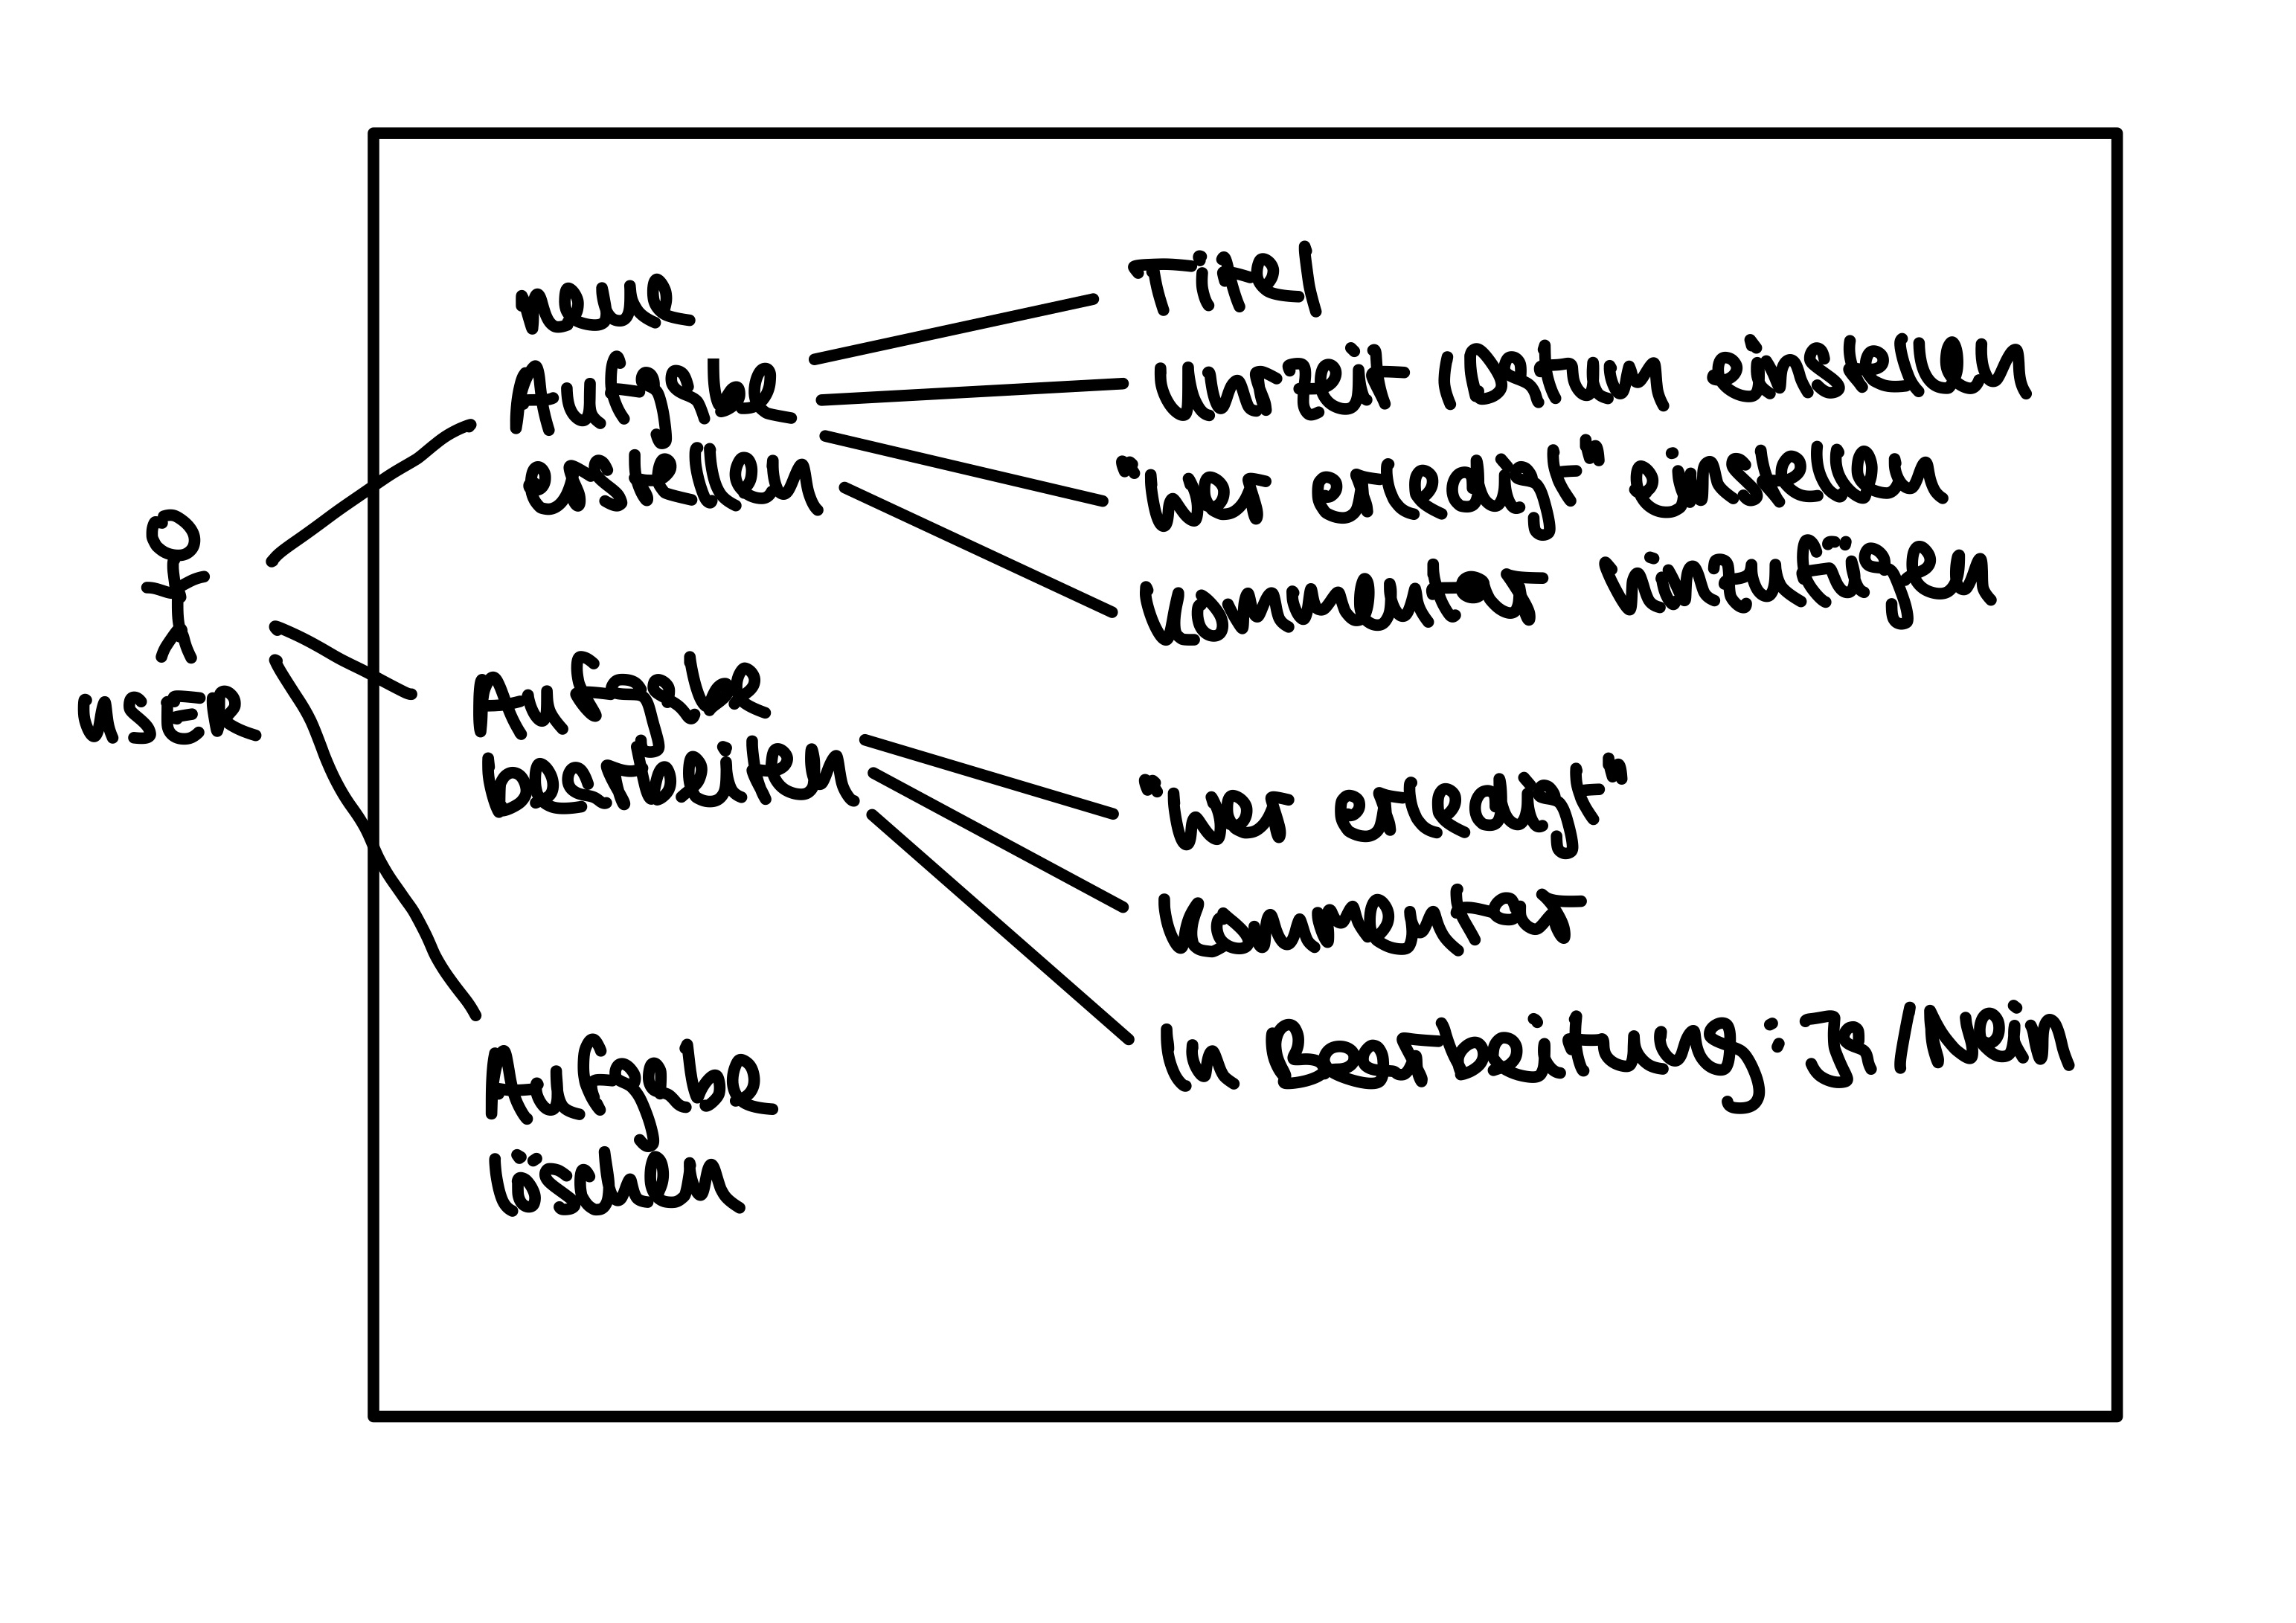 USER
neue
Aufgabe
erstellen
Titel
Uhrzeit / Datum einstellen
"wer erledigt" einstellen
Kommentar hinzufügen
Aufgabe
bearbeiten
"wer erledigt"
Kommentar
In Bearbeitung: Ja / Nein
Aufgabe
löschen